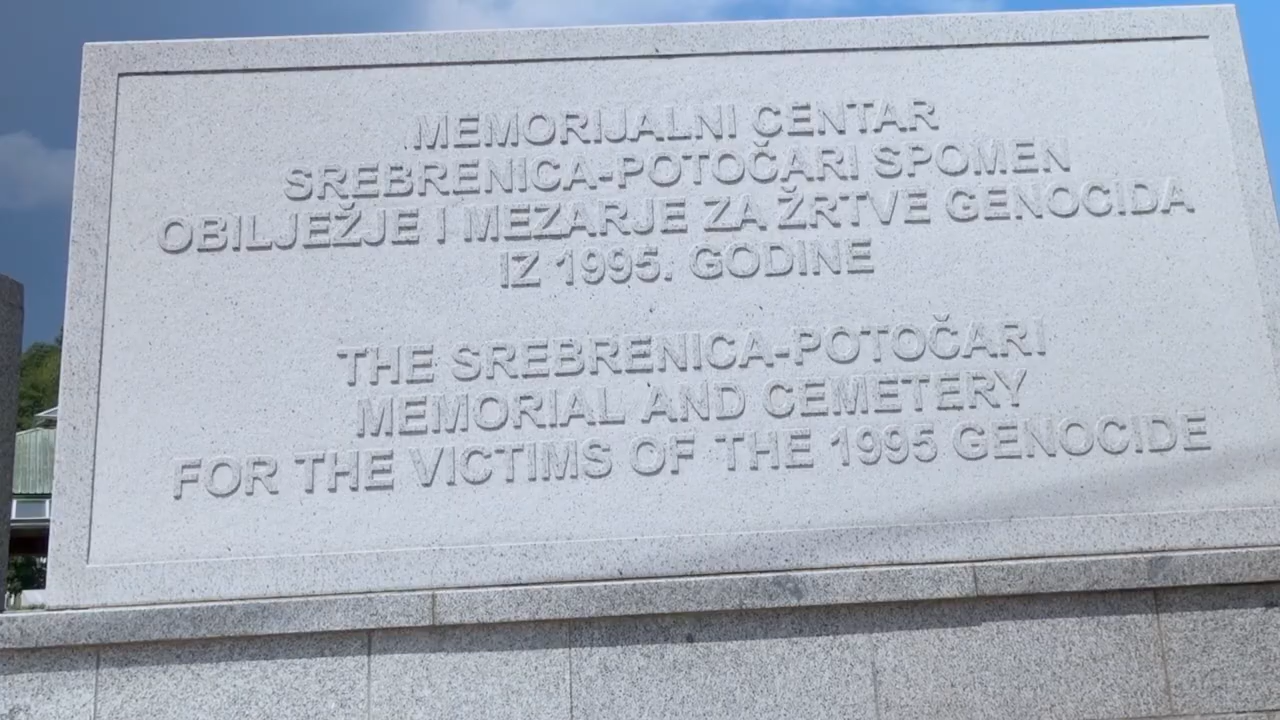 MEMORIJALNI CENTAR
SREBRENICA-POTOČARI SPOMEN
OBILJEŽJE I MEZARJE ZA ŽRTVE GENOCIDA
IZ 1995. GODINE
THE SREBRENICA-POTOČARI
MEMORIAL AND CEMETERY
FOR THE VICTIMS OF THE 1995 GENOCIDE